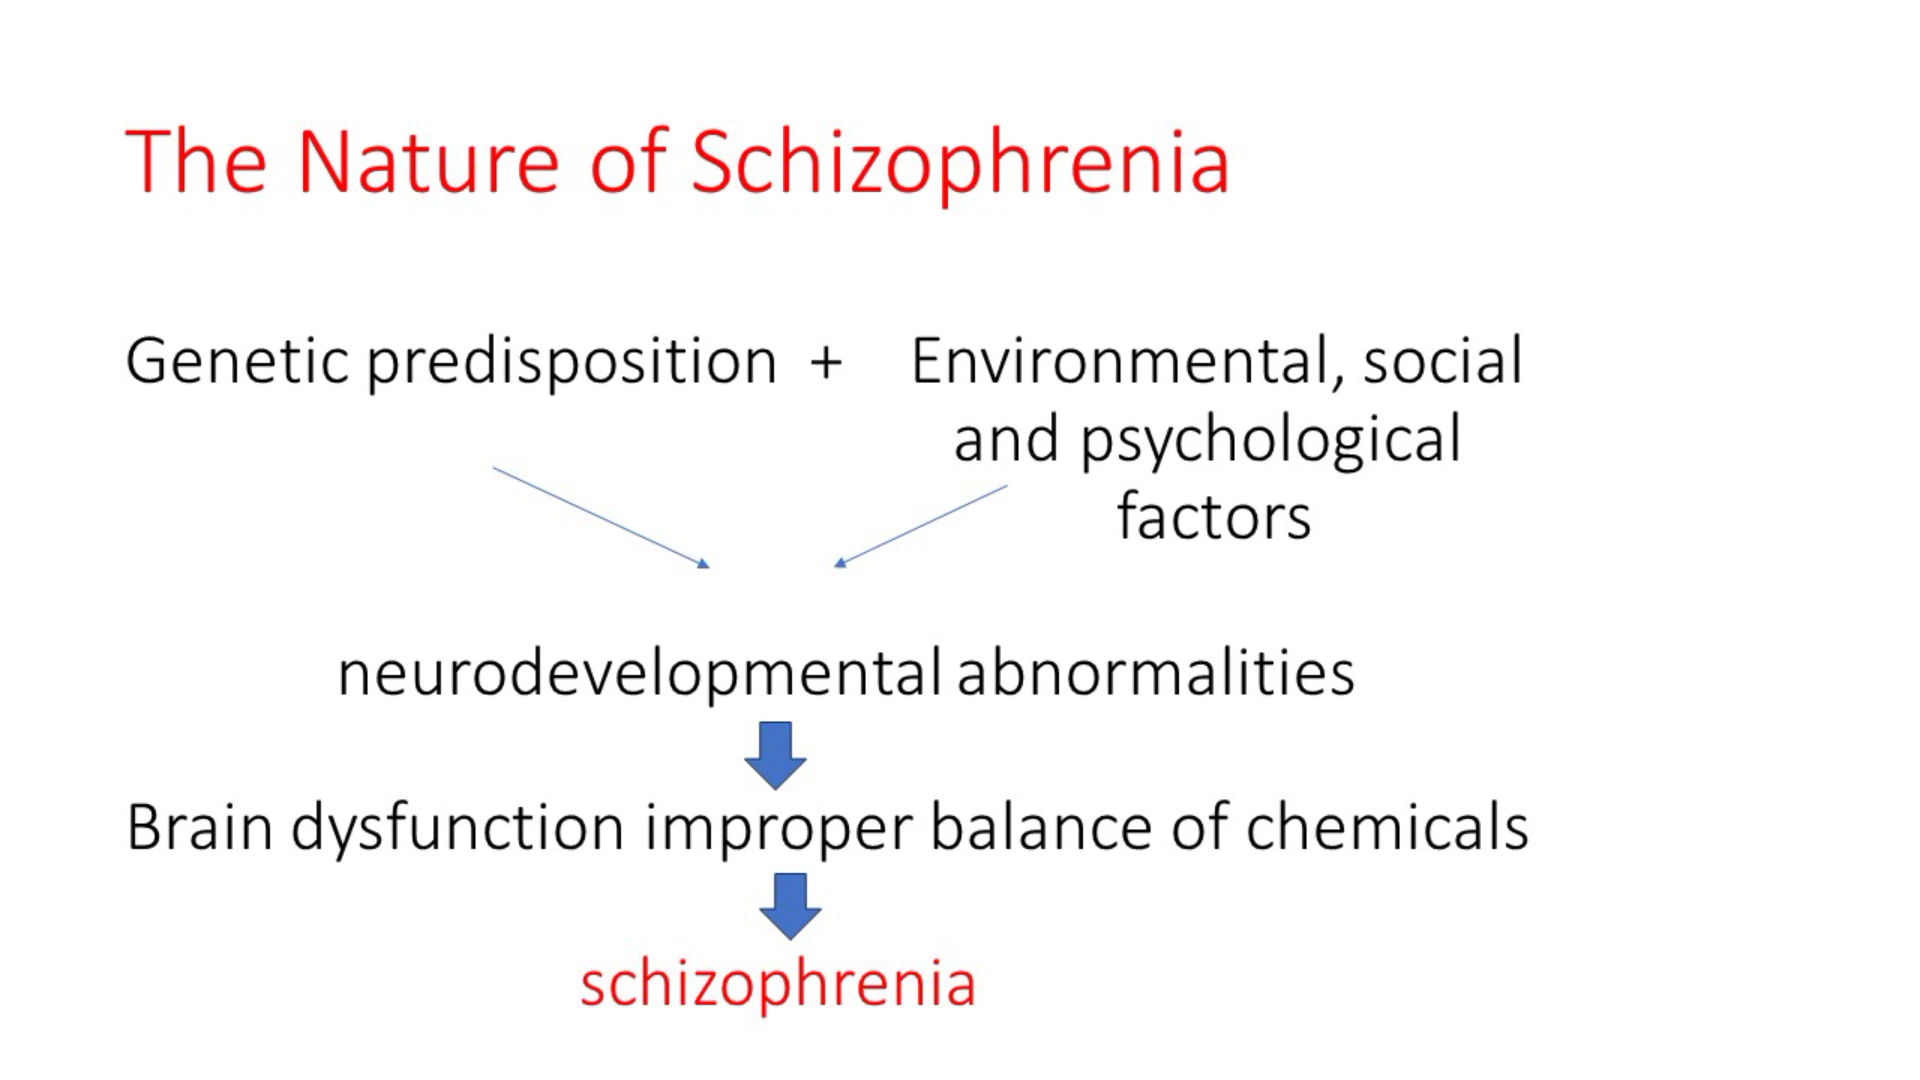 The Nature of Schizophrenia
Genetic predisposition + Environmental, social
and psychological
factors
neurodevelopmental abnormalities
Brain dysfunction improper balance of chemicals
schizophrenia